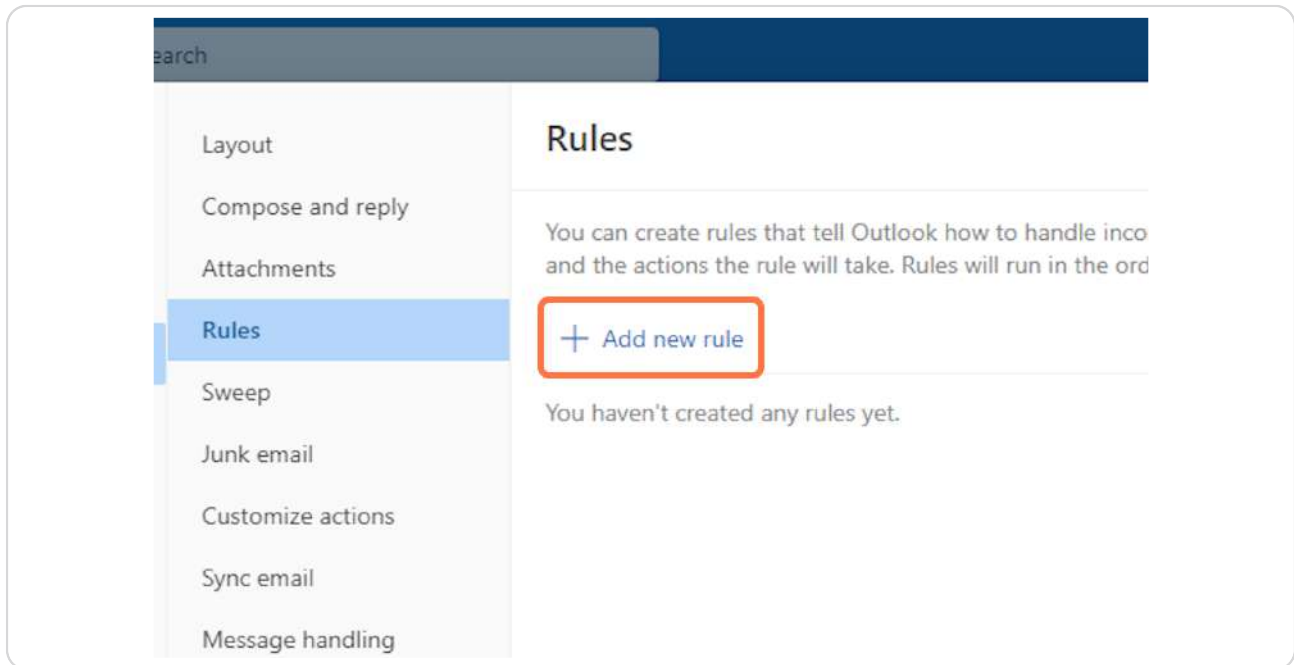 earch
Layout
Compose and reply
Attachments
Rules
Sweep
Junk email
Customize actions
Sync email
Message handling
Rules
You can create rules that tell Outlook how to handle inco
and the actions the rule will take. Rules will run in the ord
+ Add new rule
You haven't created any rules yet.